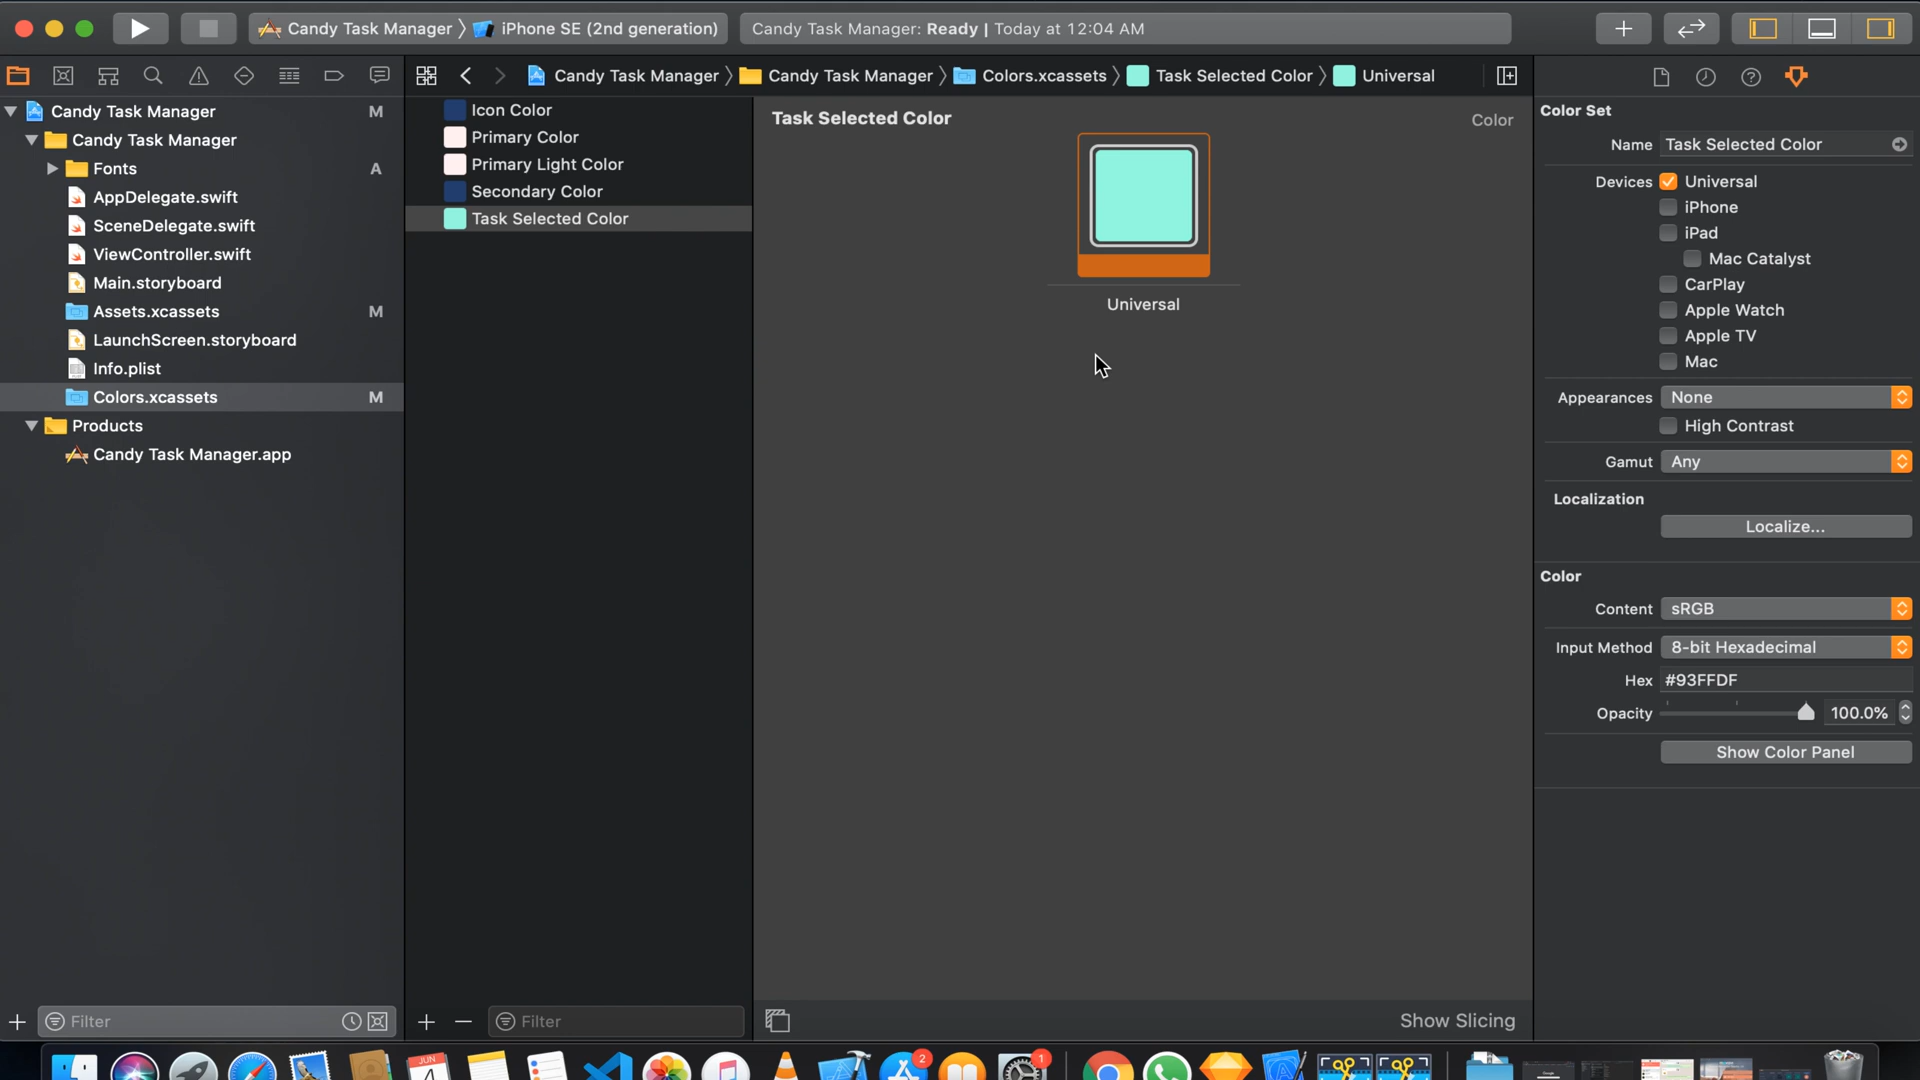 Candy Task Manager 〉 iPhone SE (2nd generation)
Candy Task Manager: Ready | Today at 12:04 AM
Candy Task Manager 〉 Candy Task Manager 〉 Colors.xcassets 〉 Task Selected Color 〉 Universal
Candy Task Manager M
Candy Task Manager
Fonts A
AppDelegate.swift
SceneDelegate.swift
ViewController.swift
Main.storyboard
Assets.xcassets M
LaunchScreen.storyboard
Info.plist
Colors.xcassets M
Products
Candy Task Manager.app
Filter
Icon Color
Primary Color
Primary Light Color
Secondary Color
Task Selected Color
Filter
Task Selected Color
Color
Universal
Show Slicing
Color Set
Name Task Selected Color
Devices Universal
iPhone
iPad
Mac Catalyst
CarPlay
Apple Watch
Apple TV
Mac
Appearances None
High Contrast
Gamut Any
Localization
Localize...
Color
Content sRGB
Input Method 8-bit Hexadecimal
Hex #93FFDF
Opacity 100.0%
Show Color Panel
JUN
4
2
1